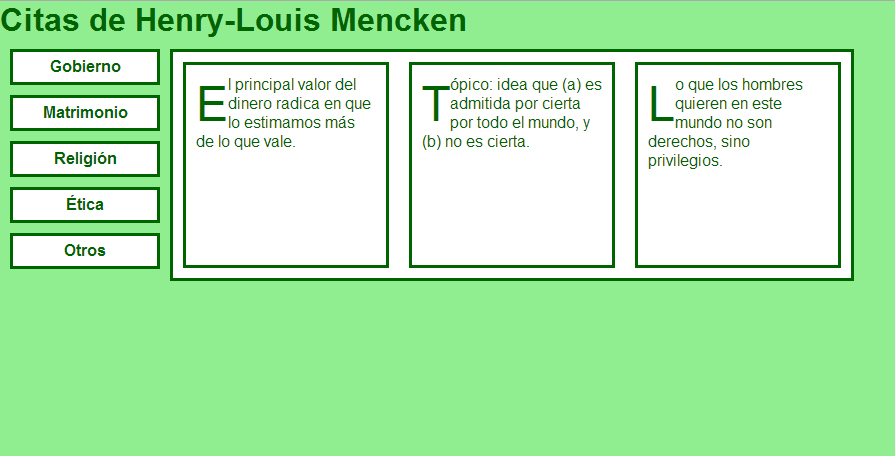 Citas de Henry-Louis Mencken
Gobierno
Matrimonio
Religión
Ética
Otros
El principal valor del
dinero radica en que
lo estimamos más
de lo que vale.
Tópico: idea que (a) es
admitida por cierta
por todo el mundo, y
(b) no es cierta.
Lo que los hombres
quieren en este
mundo no son
derechos, sino
privilegios.